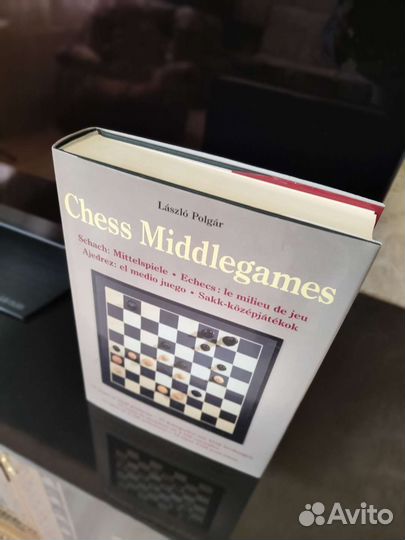 László Polgár
Chess Middlegames
Schach: Mittelspiele • Echecs: le milieu de jeu
Ajedrez: el medio juego • Sakk-középjátékok
Avito